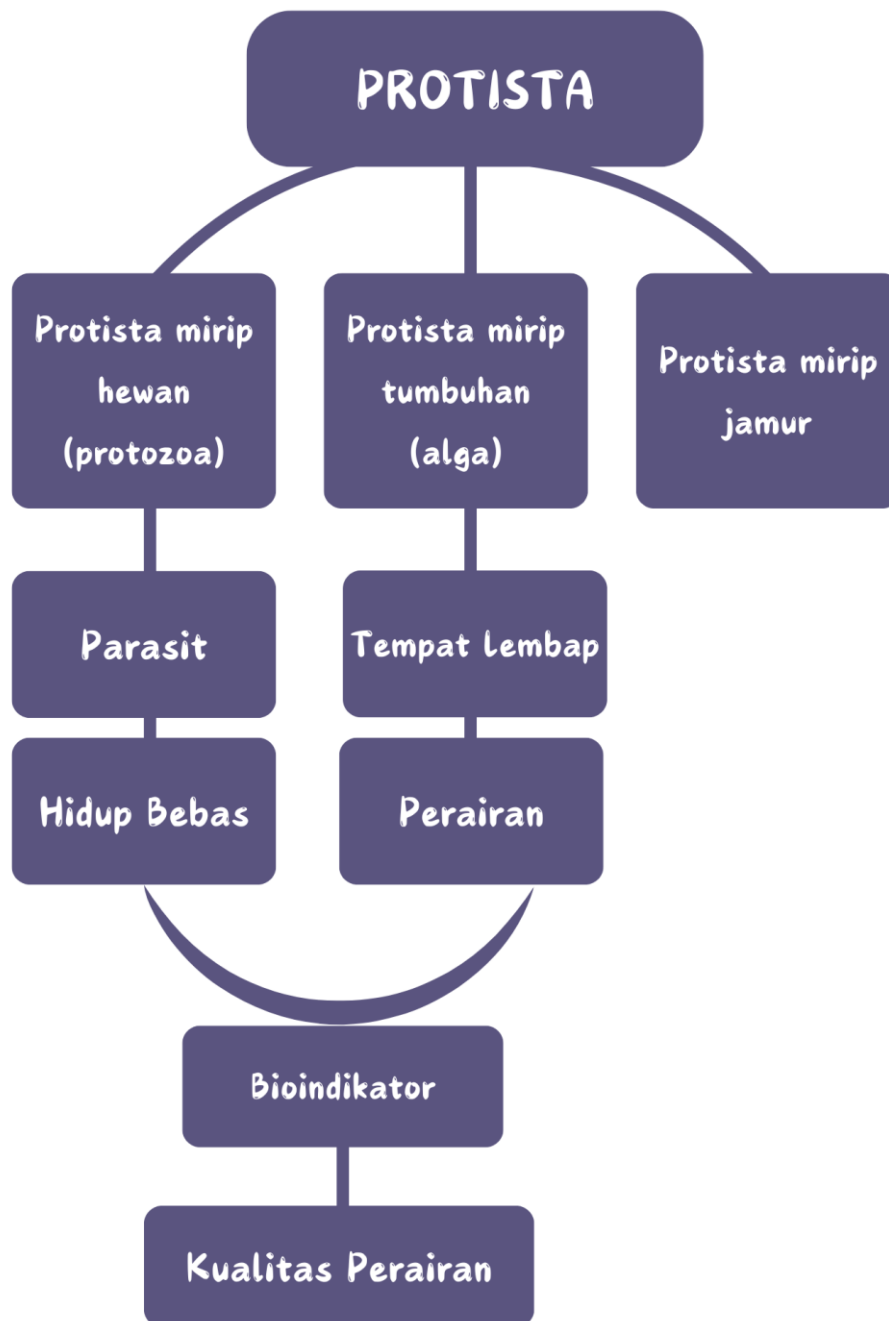 PROTISTA
Protista mirip
hewan
(protozoa)
Protista mirip
tumbuhan
(alga)
Protista mirip
jamur
Parasit
Tempat Lembap
Hidup Bebas
Perairan
Bioindikator
Kualitas Perairan